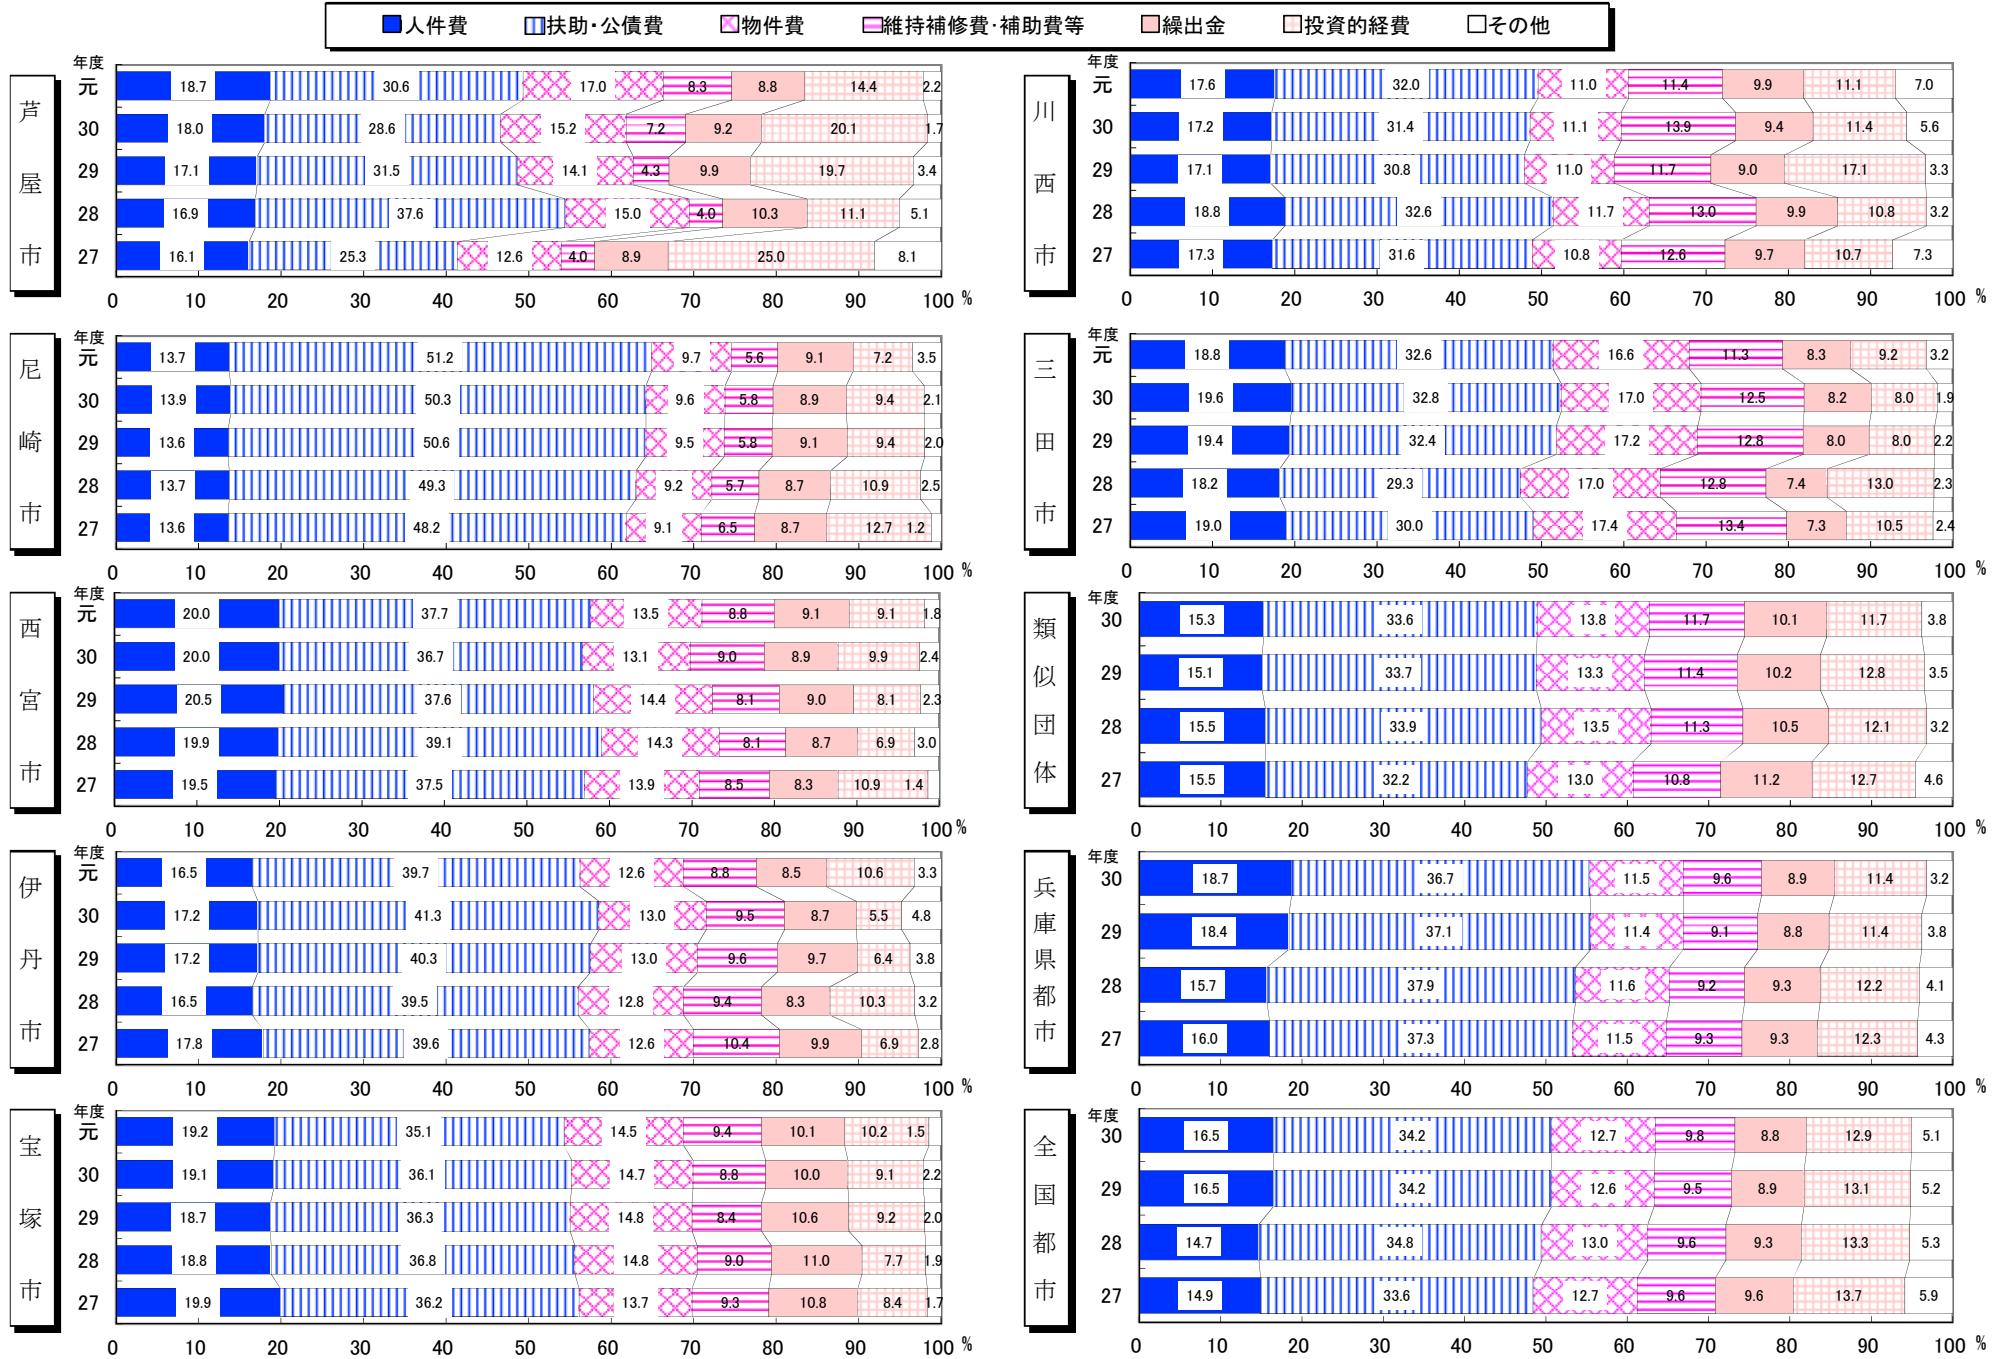 人件費 扶助・公債費 物件費 維持補修費・補助費等 繰出金 投資的経費 その他
芦屋市
年度
元 18.7 30.6 17.0 8.3 8.8 14.4 2.2
30 18.0 28.6 15.2 7.2 9.2 20.1 1.7
29 17.1 31.5 14.1 4.3 9.9 19.7 3.4
28 16.9 37.6 15.0 4.0 10.3 11.1 5.1
27 16.1 25.3 12.6 4.0 8.9 25.0 8.1
0 10 20 30 40 50 60 70 80 90 100 %
尼崎市
年度
元 13.7 51.2 9.7 5.6 9.1 7.2 3.5
30 13.9 50.3 9.6 5.8 8.9 9.4 2.1
29 13.6 50.6 9.5 5.8 9.1 9.4 2.0
28 13.7 49.3 9.2 5.7 8.7 10.9 2.5
27 13.6 48.2 9.1 6.5 8.7 12.7 1.2
0 10 20 30 40 50 60 70 80 90 100 %
西宮市
年度
元 20.0 37.7 13.5 8.8 9.1 9.1 1.8
30 20.0 36.7 13.1 9.0 8.9 9.9 2.4
29 20.5 37.6 14.4 8.1 9.0 8.1 2.3
28 19.9 39.1 14.3 8.1 8.7 6.9 3.0
27 19.5 37.5 13.9 8.5 8.3 10.9 1.4
0 10 20 30 40 50 60 70 80 90 100 %
伊丹市
年度
元 16.5 39.7 12.6 8.8 8.5 10.6 3.3
30 17.2 41.3 13.0 9.5 8.7 5.5 4.8
29 17.2 40.3 13.0 9.6 9.7 6.4 3.8
28 16.5 39.5 12.8 9.4 8.3 10.3 3.2
27 17.8 39.6 12.6 10.4 9.9 6.9 2.8
0 10 20 30 40 50 60 70 80 90 100 %
宝塚市
年度
元 19.2 35.1 14.5 9.4 10.1 10.2 1.5
30 19.1 36.1 14.7 8.8 10.0 9.1 2.2
29 18.7 36.3 14.8 8.4 10.6 9.2 2.0
28 18.8 36.8 14.8 9.0 11.0 7.7 1.9
27 19.9 36.2 13.7 9.3 10.8 8.4 1.7
0 10 20 30 40 50 60 70 80 90 100 %
川西市
年度
元 17.6 32.0 11.0 11.4 9.9 11.1 7.0
30 17.2 31.4 11.1 13.9 9.4 11.4 5.6
29 17.1 30.8 11.0 11.7 9.0 17.1 3.3
28 18.8 32.6 11.7 13.0 9.9 10.8 3.2
27 17.3 31.6 10.8 12.6 9.7 10.7 7.3
0 10 20 30 40 50 60 70 80 90 100 %
三田市
年度
元 18.8 32.6 16.6 11.3 8.3 9.2 3.2
30 19.6 32.8 17.0 12.5 8.2 8.0 1.9
29 19.4 32.4 17.2 12.8 8.0 8.0 2.2
28 18.2 29.3 17.0 12.8 7.4 13.0 2.3
27 19.0 30.0 17.4 13.4 7.3 10.5 2.4
0 10 20 30 40 50 60 70 80 90 100 %
類似団体
年度
30 15.3 33.6 13.8 11.7 10.1 11.7 3.8
29 15.1 33.7 13.3 11.4 10.2 12.8 3.5
28 15.5 33.9 13.5 11.3 10.5 12.1 3.2
27 15.5 32.2 13.0 10.8 11.2 12.7 4.6
0 10 20 30 40 50 60 70 80 90 100 %
兵庫県都市
年度
30 18.7 36.7 11.5 9.6 8.9 11.4 3.2
29 18.4 37.1 11.4 9.1 8.8 11.4 3.8
28 15.7 37.9 11.6 9.2 9.3 12.2 4.1
27 16.0 37.3 11.5 9.3 9.3 12.3 4.3
0 10 20 30 40 50 60 70 80 90 100 %
全国都市
年度
30 16.5 34.2 12.7 9.8 8.8 12.9 5.1
29 16.5 34.2 12.6 9.5 8.9 13.1 5.2
28 14.7 34.8 13.0 9.6 9.3 13.3 5.3
27 14.9 33.6 12.7 9.6 9.6 13.7 5.9
0 10 20 30 40 50 60 70 80 90 100 %